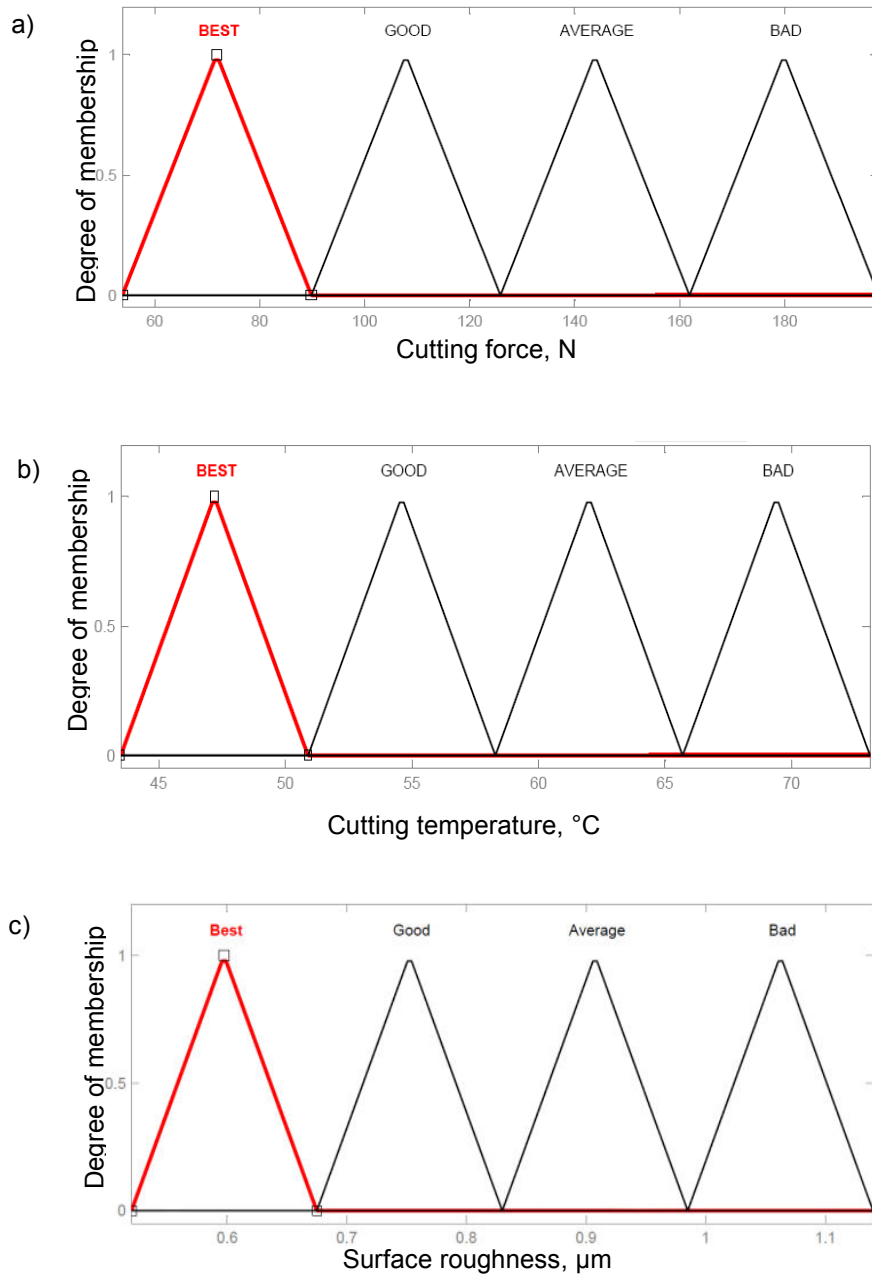 a)
BEST GOOD AVERAGE BAD
Degree of membership
1
0.5
0
60 80 100 120 140 160 180
Cutting force, N
b)
BEST GOOD AVERAGE BAD
Degree of membership
1
0.5
0
45 50 55 60 65 70
Cutting temperature, °C
c)
Best Good Average Bad
Degree of membership
1
0.5
0
0.6 0.7 0.8 0.9 1 1.1
Surface roughness, µm